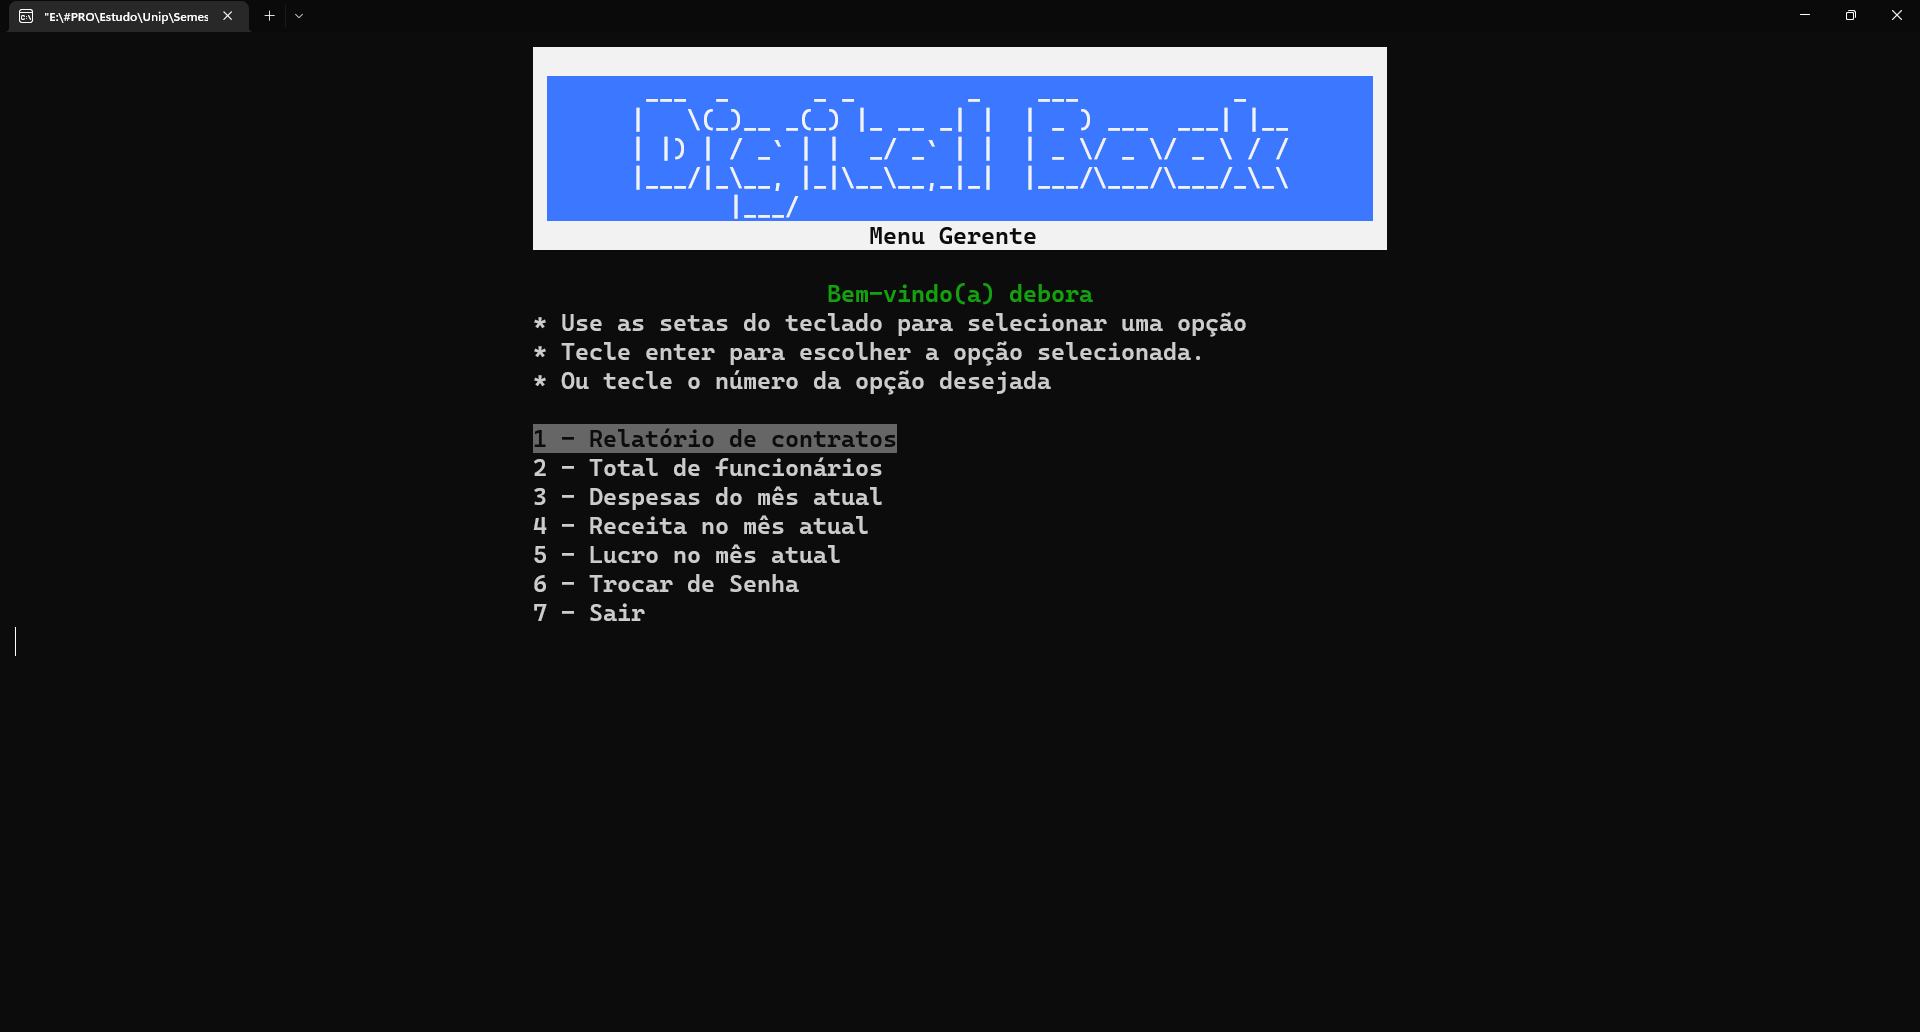 "E:\#PRO\Estudo\Unip\Semes
Digital Book
Menu Gerente
Bem-vindo(a) debora
* Use as setas do teclado para selecionar uma opção
* Tecle enter para escolher a opção selecionada.
* Ou tecle o número da opção desejada
1 - Relatório de contratos
2 - Total de funcionários
3 - Despesas do mês atual
4 - Receita no mês atual
5 - Lucro no mês atual
6 - Trocar de Senha
7 - Sair